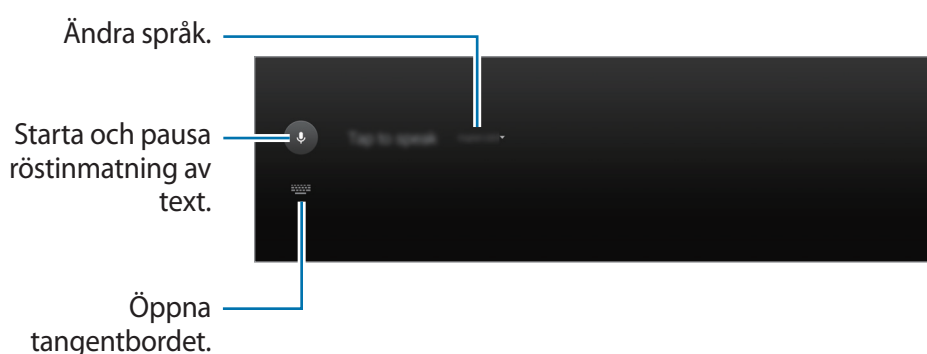 Ändra språk.
Starta och pausa
röstinmatning av
text.
Tap to speak
Öppna
tangentbordet.